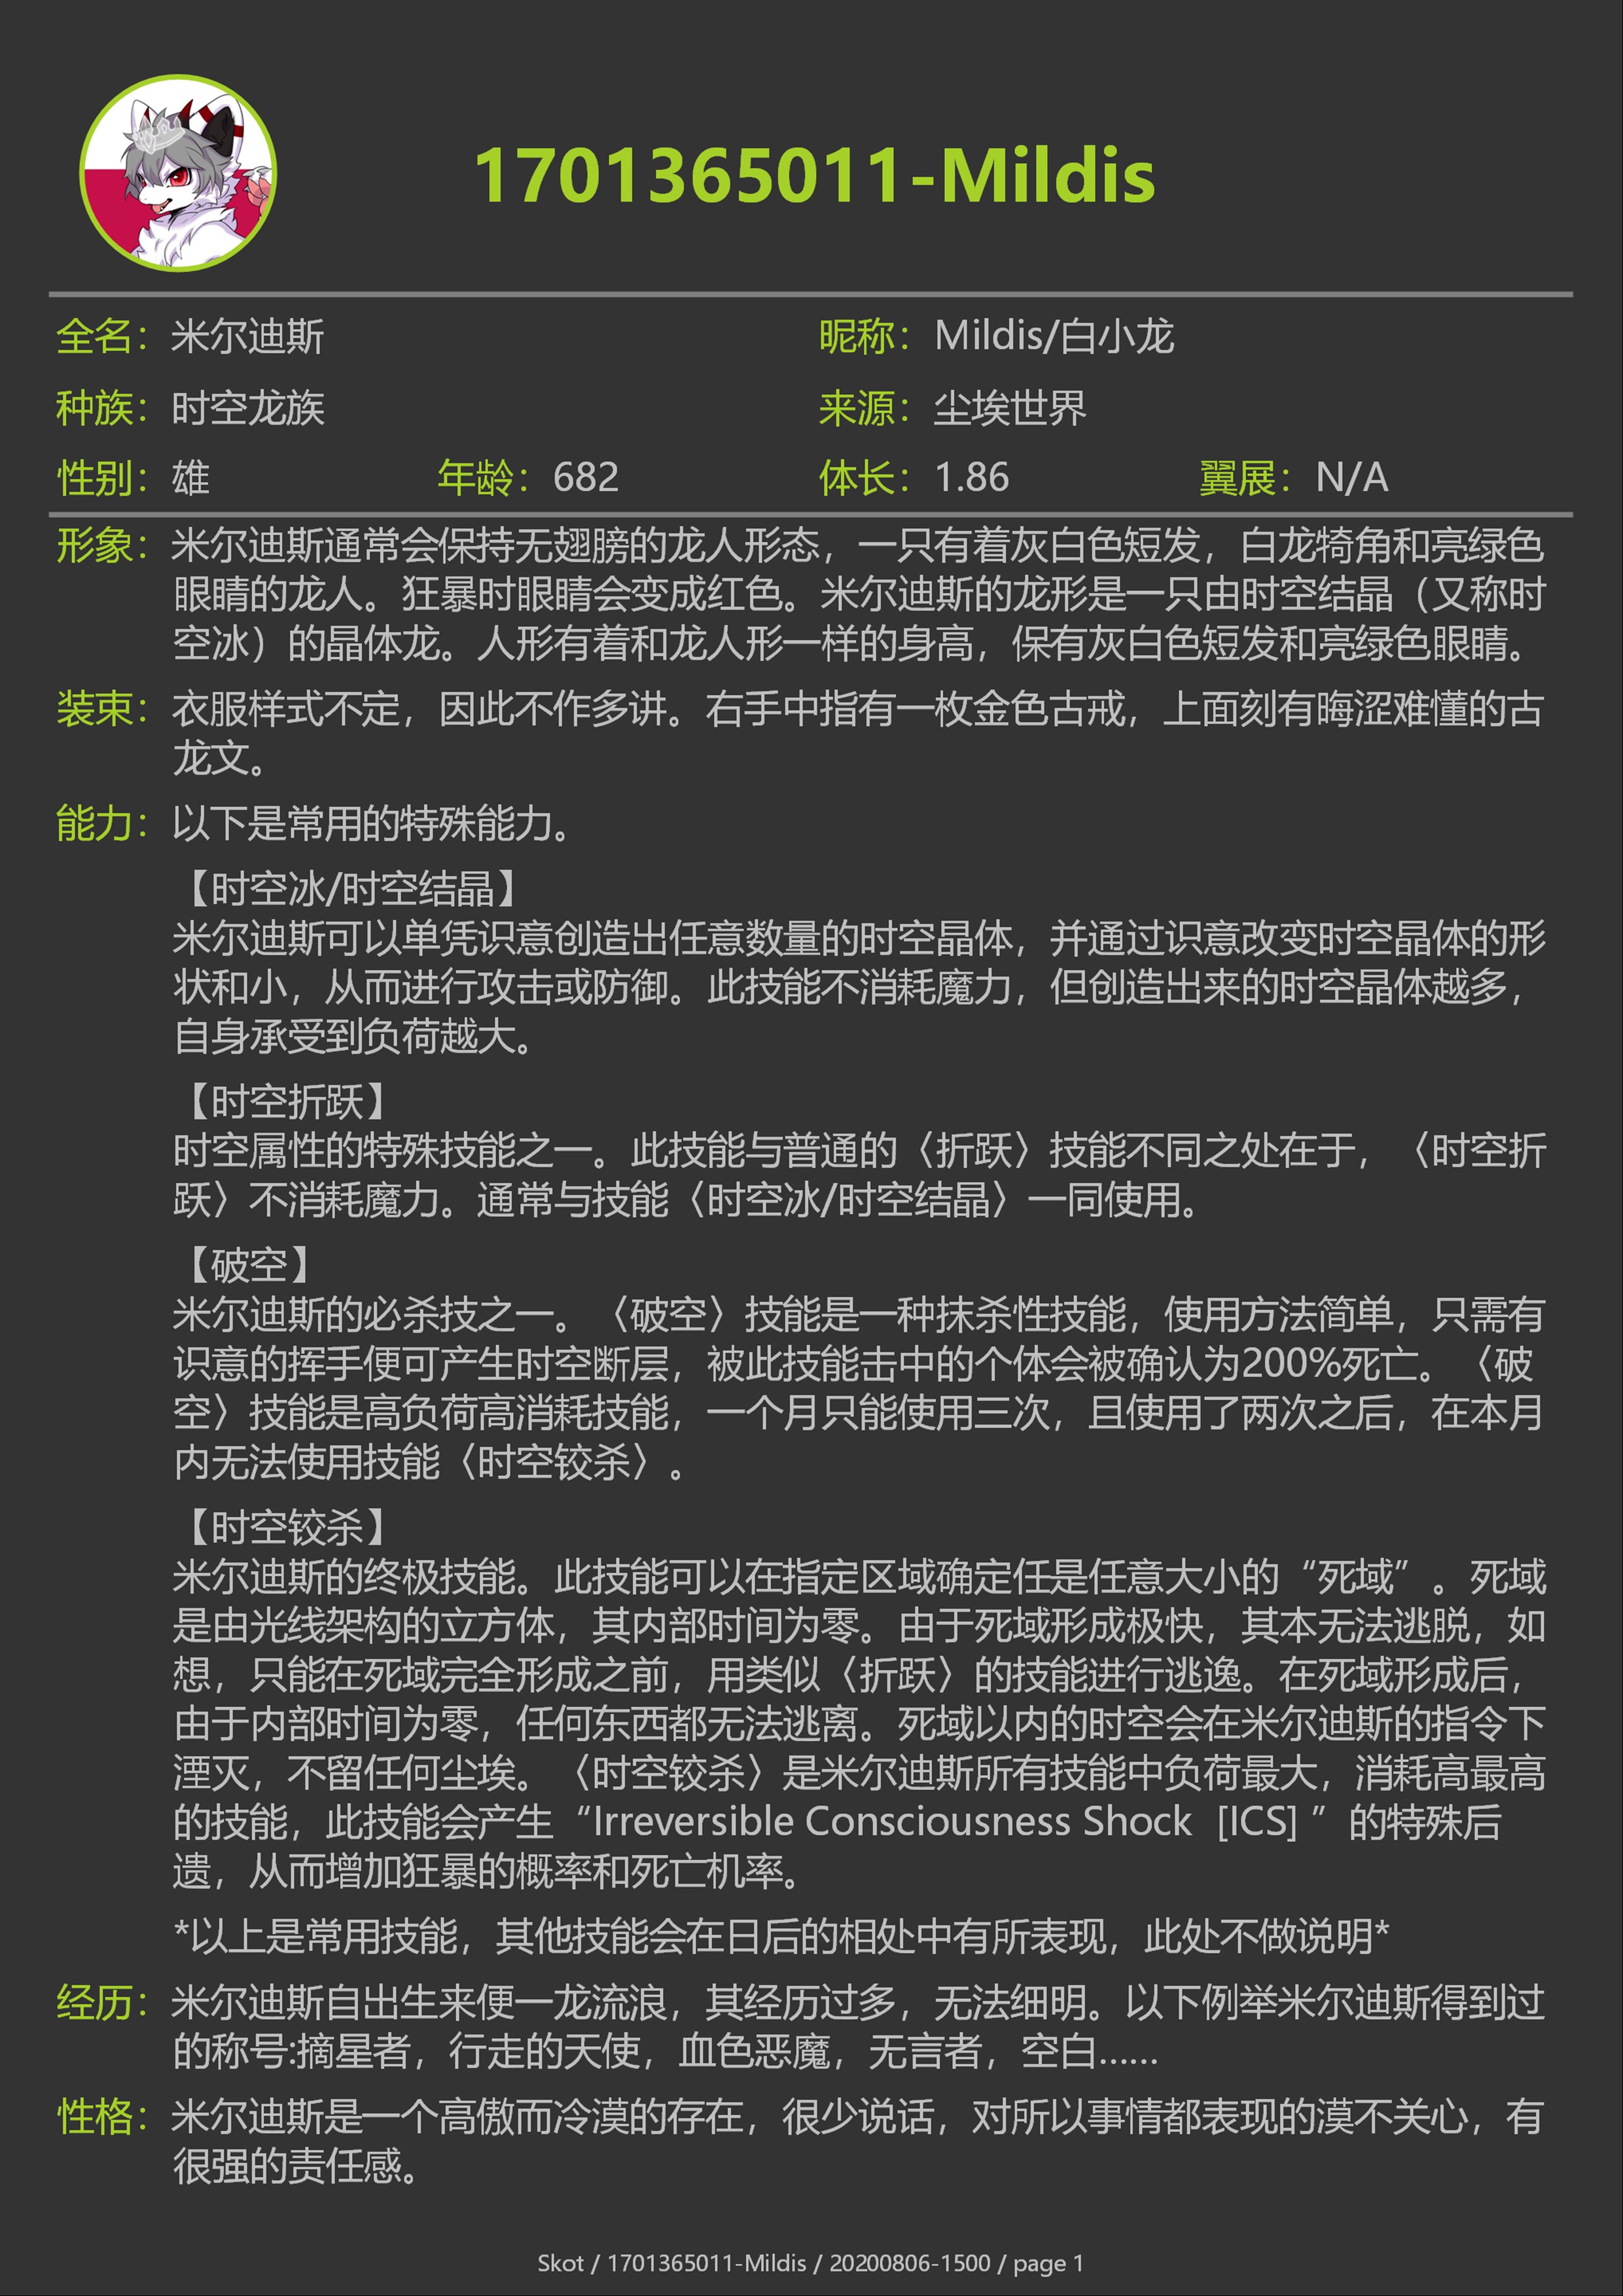 1701365011-Mildis
全名：米尔迪斯 昵称：Mildis/白小龙
种族：时空龙族 来源：尘埃世界
性别：雄 年龄：682 体长：1.86 翼展：N/A
形象：米尔迪斯通常会保持无翅膀的龙人形态，一只有着灰白色短发，白龙犄角和亮绿色
眼睛的龙人。狂暴时眼睛会变成红色。米尔迪斯的龙形是一只由时空结晶（又称时
空冰）的晶体龙。人形有着和龙人形一样的身高，保有灰白色短发和亮绿色眼睛。
装束：衣服样式不定，因此不作多讲。右手中指有一枚金色古戒，上面刻有晦涩难懂的古
龙文。
能力：以下是常用的特殊能力。
【时空冰/时空结晶】
米尔迪斯可以单凭识意创造出任意数量的时空晶体，并通过识意改变时空晶体的形
状和小，从而进行攻击或防御。此技能不消耗魔力，但创造出来的时空晶体越多，
自身承受到负荷越大。
【时空折跃】
时空属性的特殊技能之一。此技能与普通的〈折跃〉技能不同之处在于，〈时空折
跃〉不消耗魔力。通常与技能〈时空冰/时空结晶〉一同使用。
【破空】
米尔迪斯的必杀技之一。〈破空〉技能是一种抹杀性技能，使用方法简单，只需有
识意的挥手便可产生时空断层，被此技能击中的个体会被确认为200%死亡。〈破
空〉技能是高负荷高消耗技能，一个月只能使用三次，且使用了两次之后，在本月
内无法使用技能〈时空铰杀〉。
【时空铰杀】
米尔迪斯的终极技能。此技能可以在指定区域确定任是任意大小的“死域”。死域
是由光线架构的立方体，其内部时间为零。由于死域形成极快，其本无法逃脱，如
想，只能在死域完全形成之前，用类似〈折跃〉的技能进行逃逸。在死域形成后，
由于内部时间为零，任何东西都无法逃离。死域以内的时空会在米尔迪斯的指令下
湮灭，不留任何尘埃。〈时空铰杀〉是米尔迪斯所有技能中负荷最大，消耗高最高
的技能，此技能会产生“Irreversible Consciousness Shock [ICS] ”的特殊后
遗，从而增加狂暴的概率和死亡机率。
*以上是常用技能，其他技能会在日后的相处中有所表现，此处不做说明*
经历：米尔迪斯自出生来便一龙流浪，其经历过多，无法细明。以下例举米尔迪斯得到过
的称号:摘星者，行走的天使，血色恶魔，无言者，空白……
性格：米尔迪斯是一个高傲而冷漠的存在，很少说话，对所以事情都表现的漠不关心，有
很强的责任感。
Skot / 1701365011-Mildis / 20200806-1500 / page 1